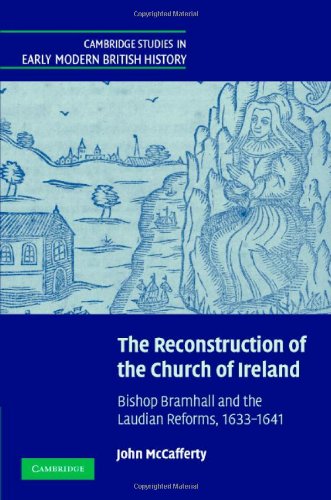 CAMBRIDGE STUDIES IN
EARLY MODERN BRITISH HISTORY
The Reconstruction of
the Church of Ireland
Bishop Bramhall and the
Laudian Reforms, 1633–1641
John McCafferty
CAMBRIDGE